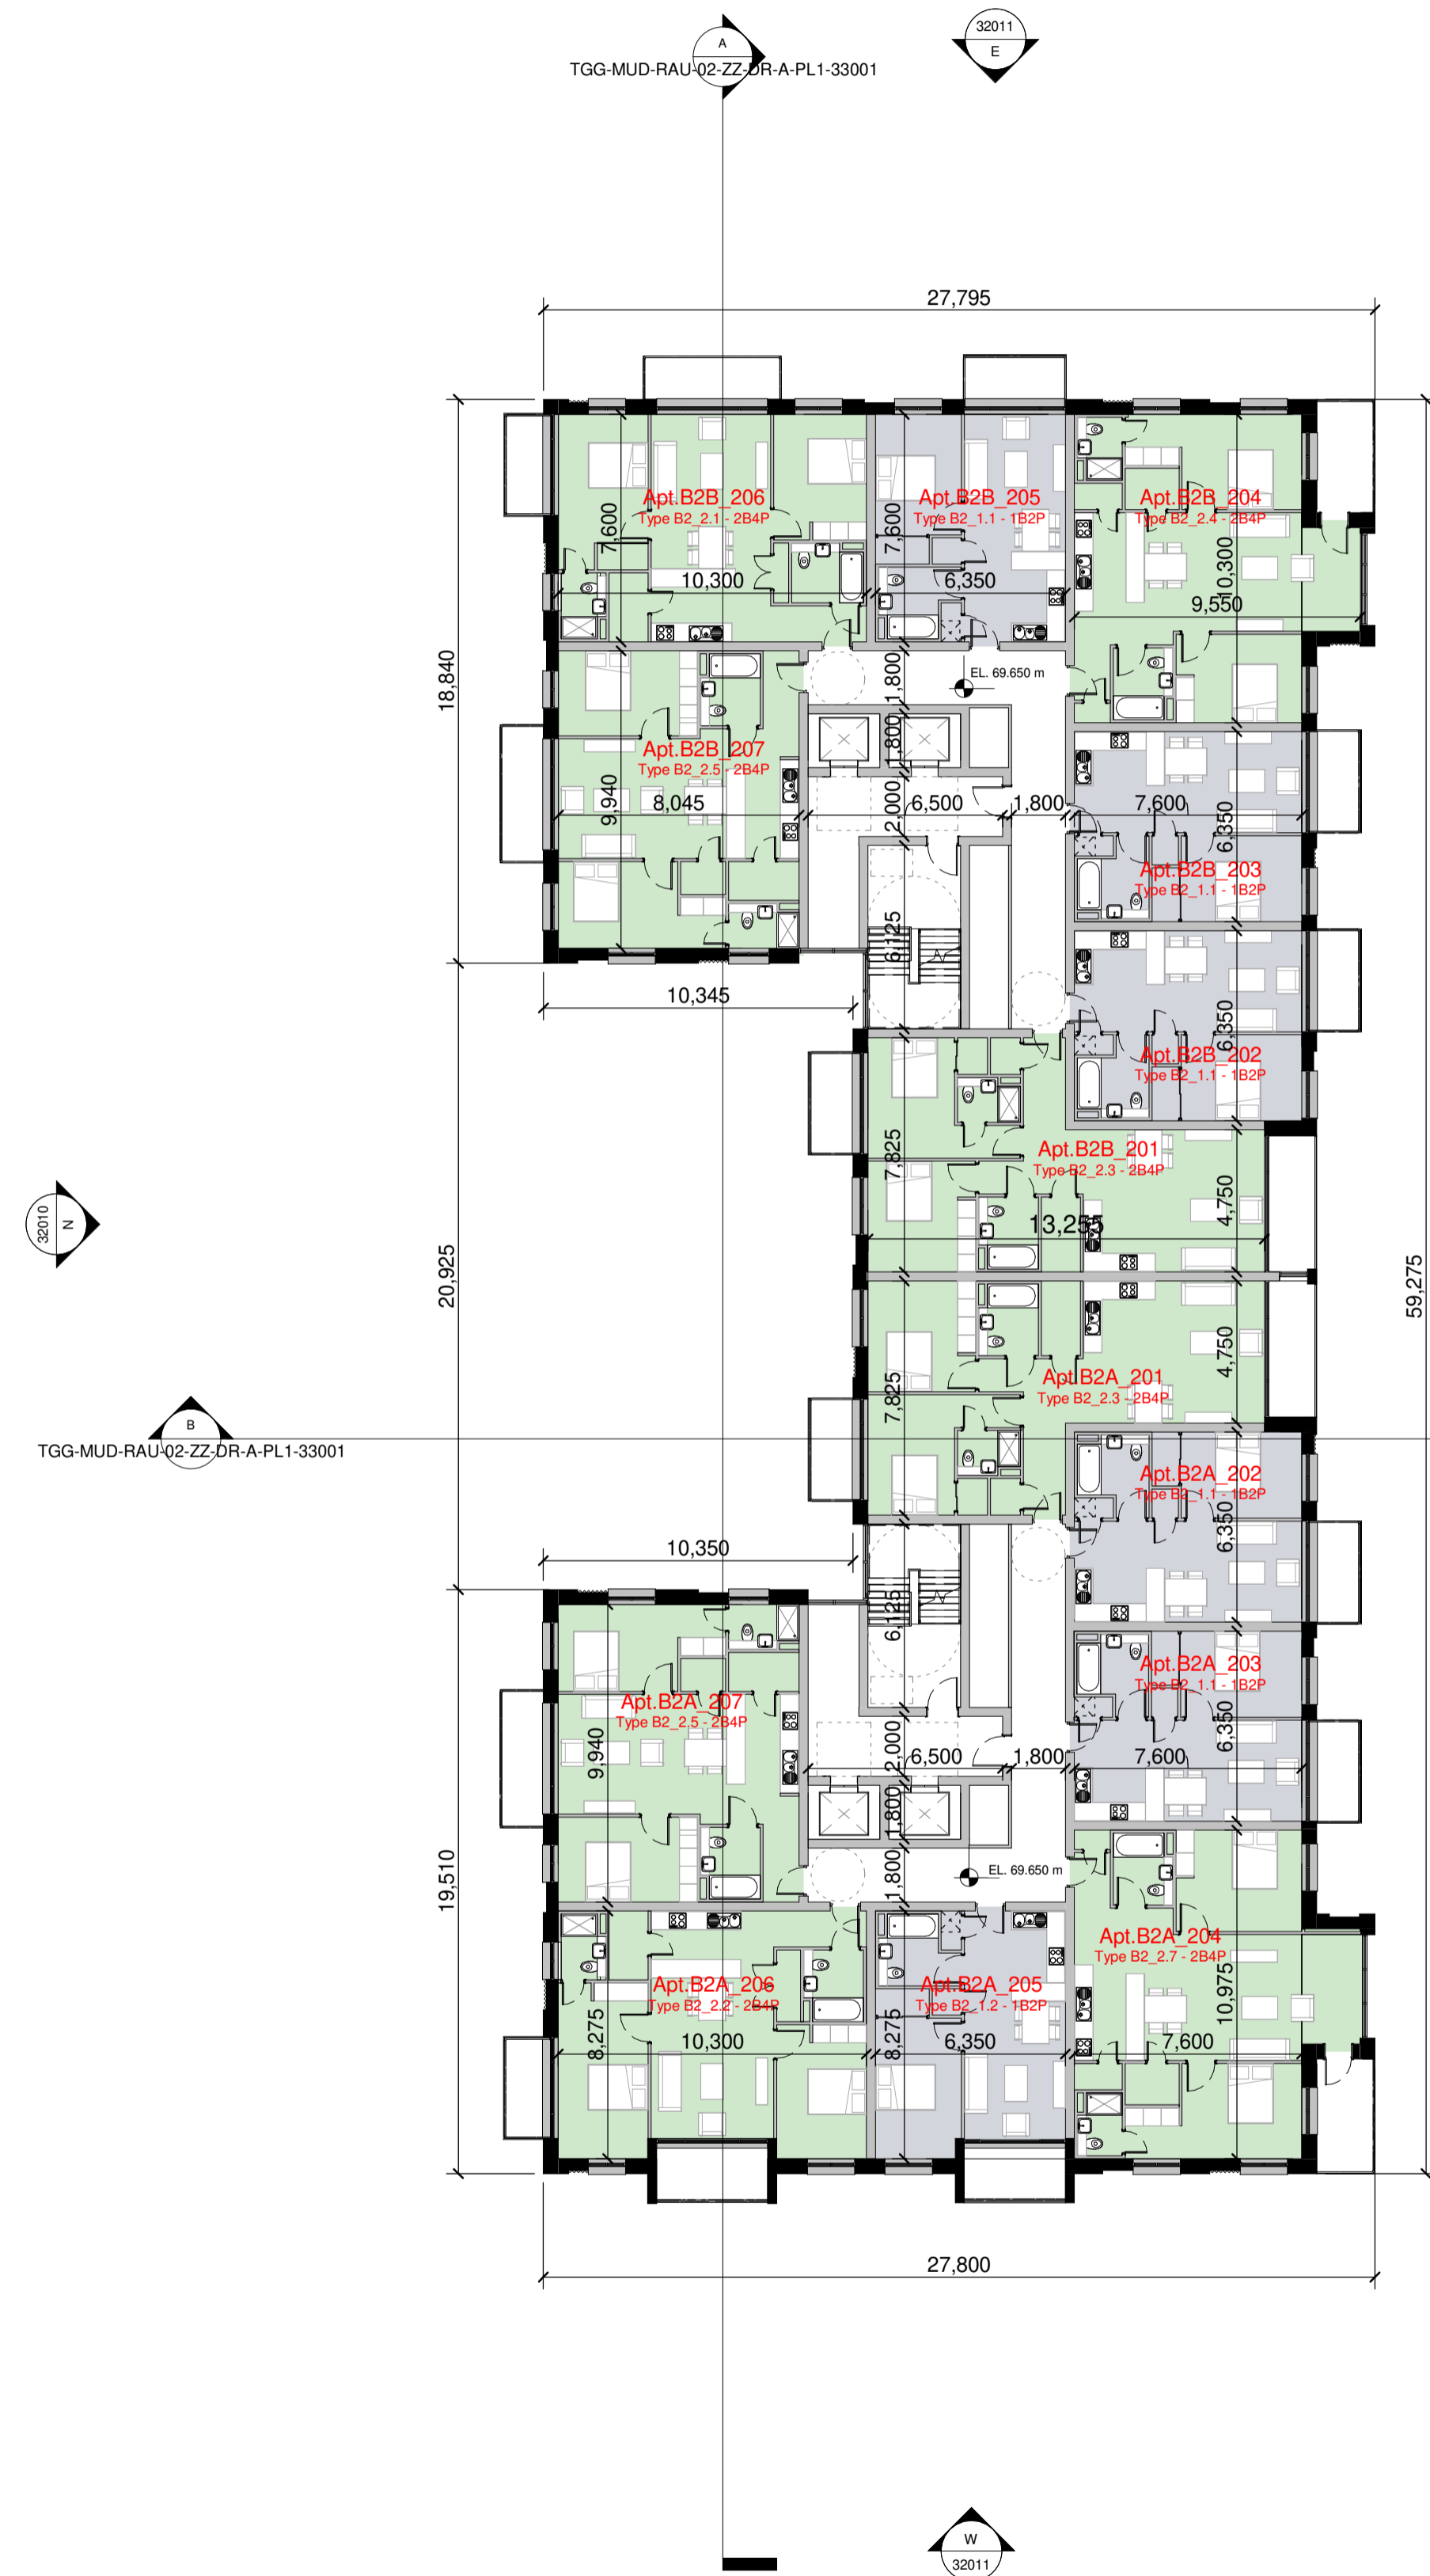 32011
A
E
TGG-MUD-RAU-02-ZZ-DR-A-PL1-33001
27,795
Apt.B2B_206
Type B2_2.1 - 2B4P
Apt.B2B_205
Type B2_1.1 - 1B2P
Apt.B2B_204
Type B2_2.4 - 2B4P
7,600
7,600
10,300
10,300
6,350
9,550
18,840
1,800
EL. 69.650 m
Apt.B2B_207
Type B2_2.5 - 2B4P
1,800
9,940
8,045
2,000
6,500
1,800
7,600
6,350
Apt.B2B_203
Type B2_1.1 - 1B2P
6,125
10,345
6,350
Apt.B2B_202
Type B2_1.1 - 1B2P
7,825
Apt.B2B_201
Type B2_2.3 - 2B4P
4,750
13,255
32010
N
20,925
59,275
4,750
Apt.B2A_201
Type B2_2.3 - 2B4P
7,825
B
TGG-MUD-RAU-02-ZZ-DR-A-PL1-33001
Apt.B2A_202
Type B2_1.1 - 1B2P
6,350
10,350
6,125
Apt.B2A_203
Type B2_1.1 - 1B2P
6,350
Apt.B2A_207
Type B2_2.5 - 2B4P
9,940
2,000
6,500
1,800
7,600
1,800
19,510
1,800
EL. 69.650 m
Apt.B2A_204
Type B2_2.7 - 2B4P
Apt.B2A_206
Type B2_2.2 - 2B4P
Apt.B2A_205
Type B2_1.2 - 1B2P
10,975
8,275
10,300
8,275
6,350
7,600
27,800
W
32011